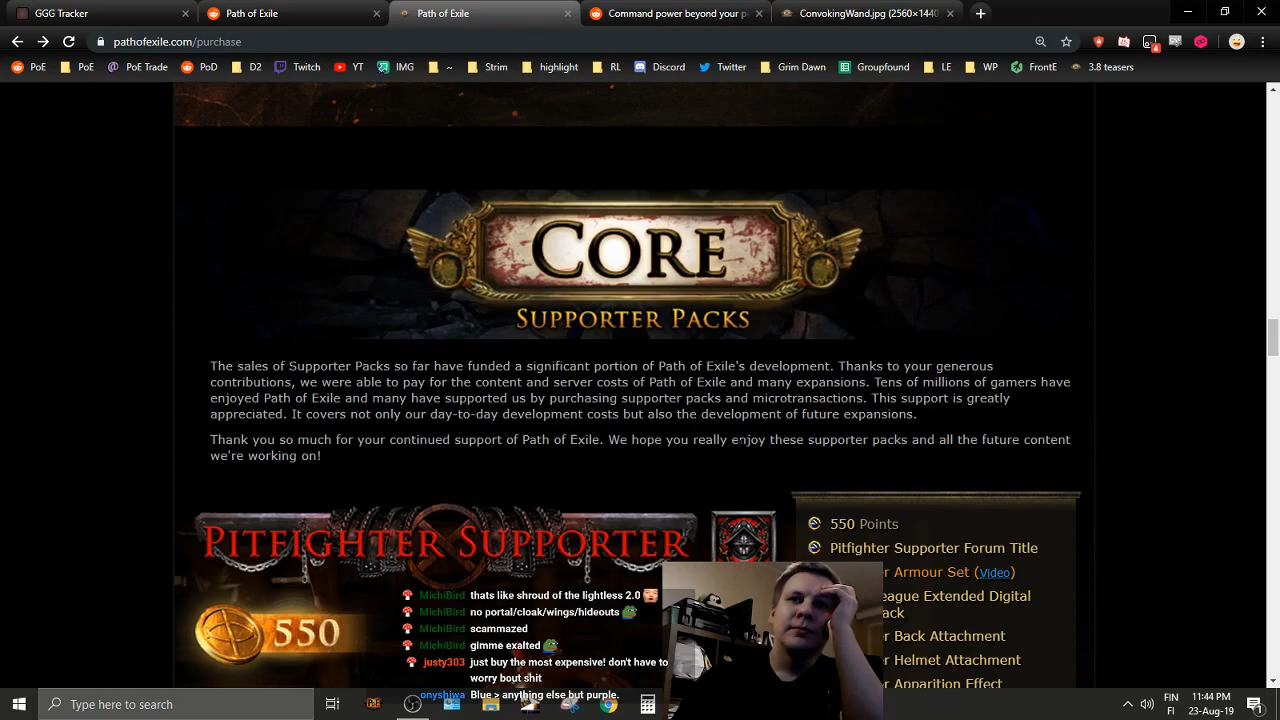 GGG Tracker
Path of Exile
Path of Exile
Command power beyond your p
ConvokingWand.jpg (2560×1440
pathofexile.com/purchase
PoE PoE PoE Trade PoD D2 Twitch YT IMG ~ Strim highlight RL Discord Twitter Grim Dawn Groupfound LE WP FrontE 3.8 teasers
4
CORE
SUPPORTER PACKS
The sales of Supporter Packs so far have funded a significant portion of Path of Exile's development. Thanks to your generous
contributions, we were able to pay for the content and server costs of Path of Exile and many expansions. Tens of millions of gamers have
enjoyed Path of Exile and many have supported us by purchasing supporter packs and microtransactions. This support is greatly
appreciated. It covers not only our day-to-day development costs but also the development of future expansions.
Thank you so much for your continued support of Path of Exile. We hope you really enjoy these supporter packs and all the future content
we're working on!
PITFIGHTER SUPPORTER
550
550 Points
Pitfighter Supporter Forum Title
Armour Set (Video)
Extended Digital
Back Attachment
Helmet Attachment
Apparition Effect
MichiBird thats like shroud of the lightless 2.0
MichiBird no portal/cloak/wings/hideouts
MichiBird scammazed
MichiBird gimme exalted
justy303 just buy the most expensive! don't have to
worry bout shit
onyshiwa Blue > anything else but purple.
Type here to search
FIN
FI
11:44 PM
23-Aug-19
1